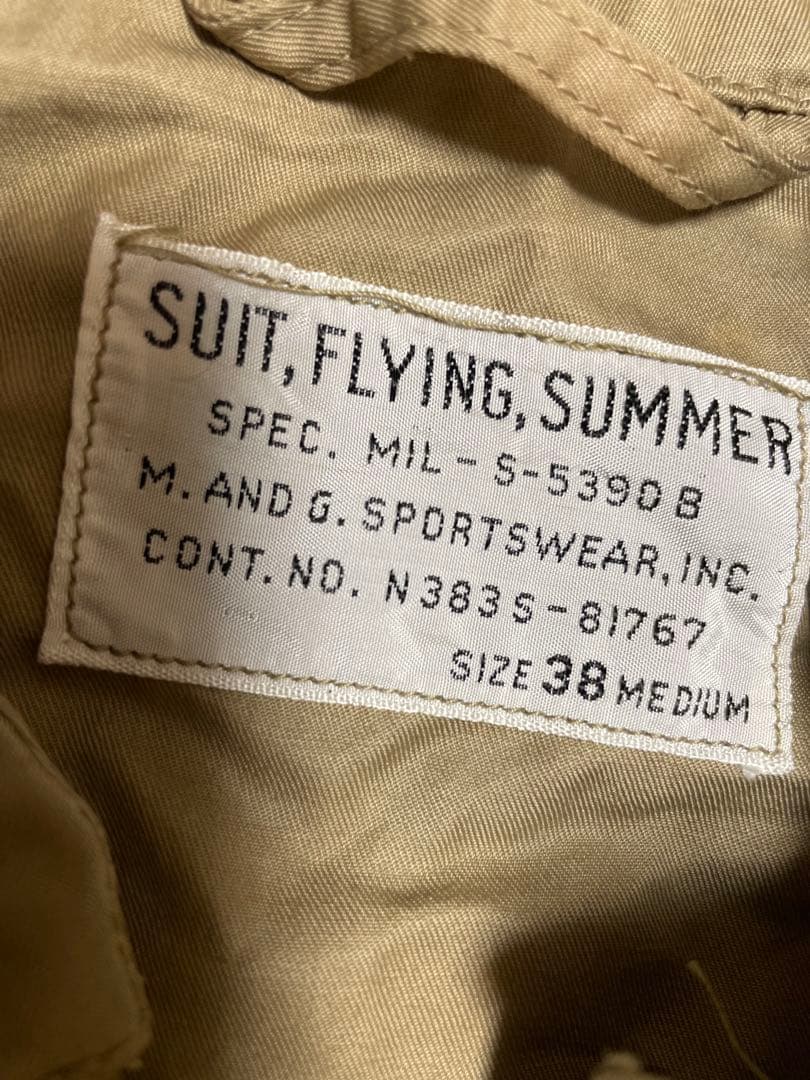 SUIT, FLYING, SUMMER
SPEC. MIL-S-5390B
M. AND G. SPORTSWEAR, INC.
CONT. NO. N383S-81767
SIZE 38 MEDIUM